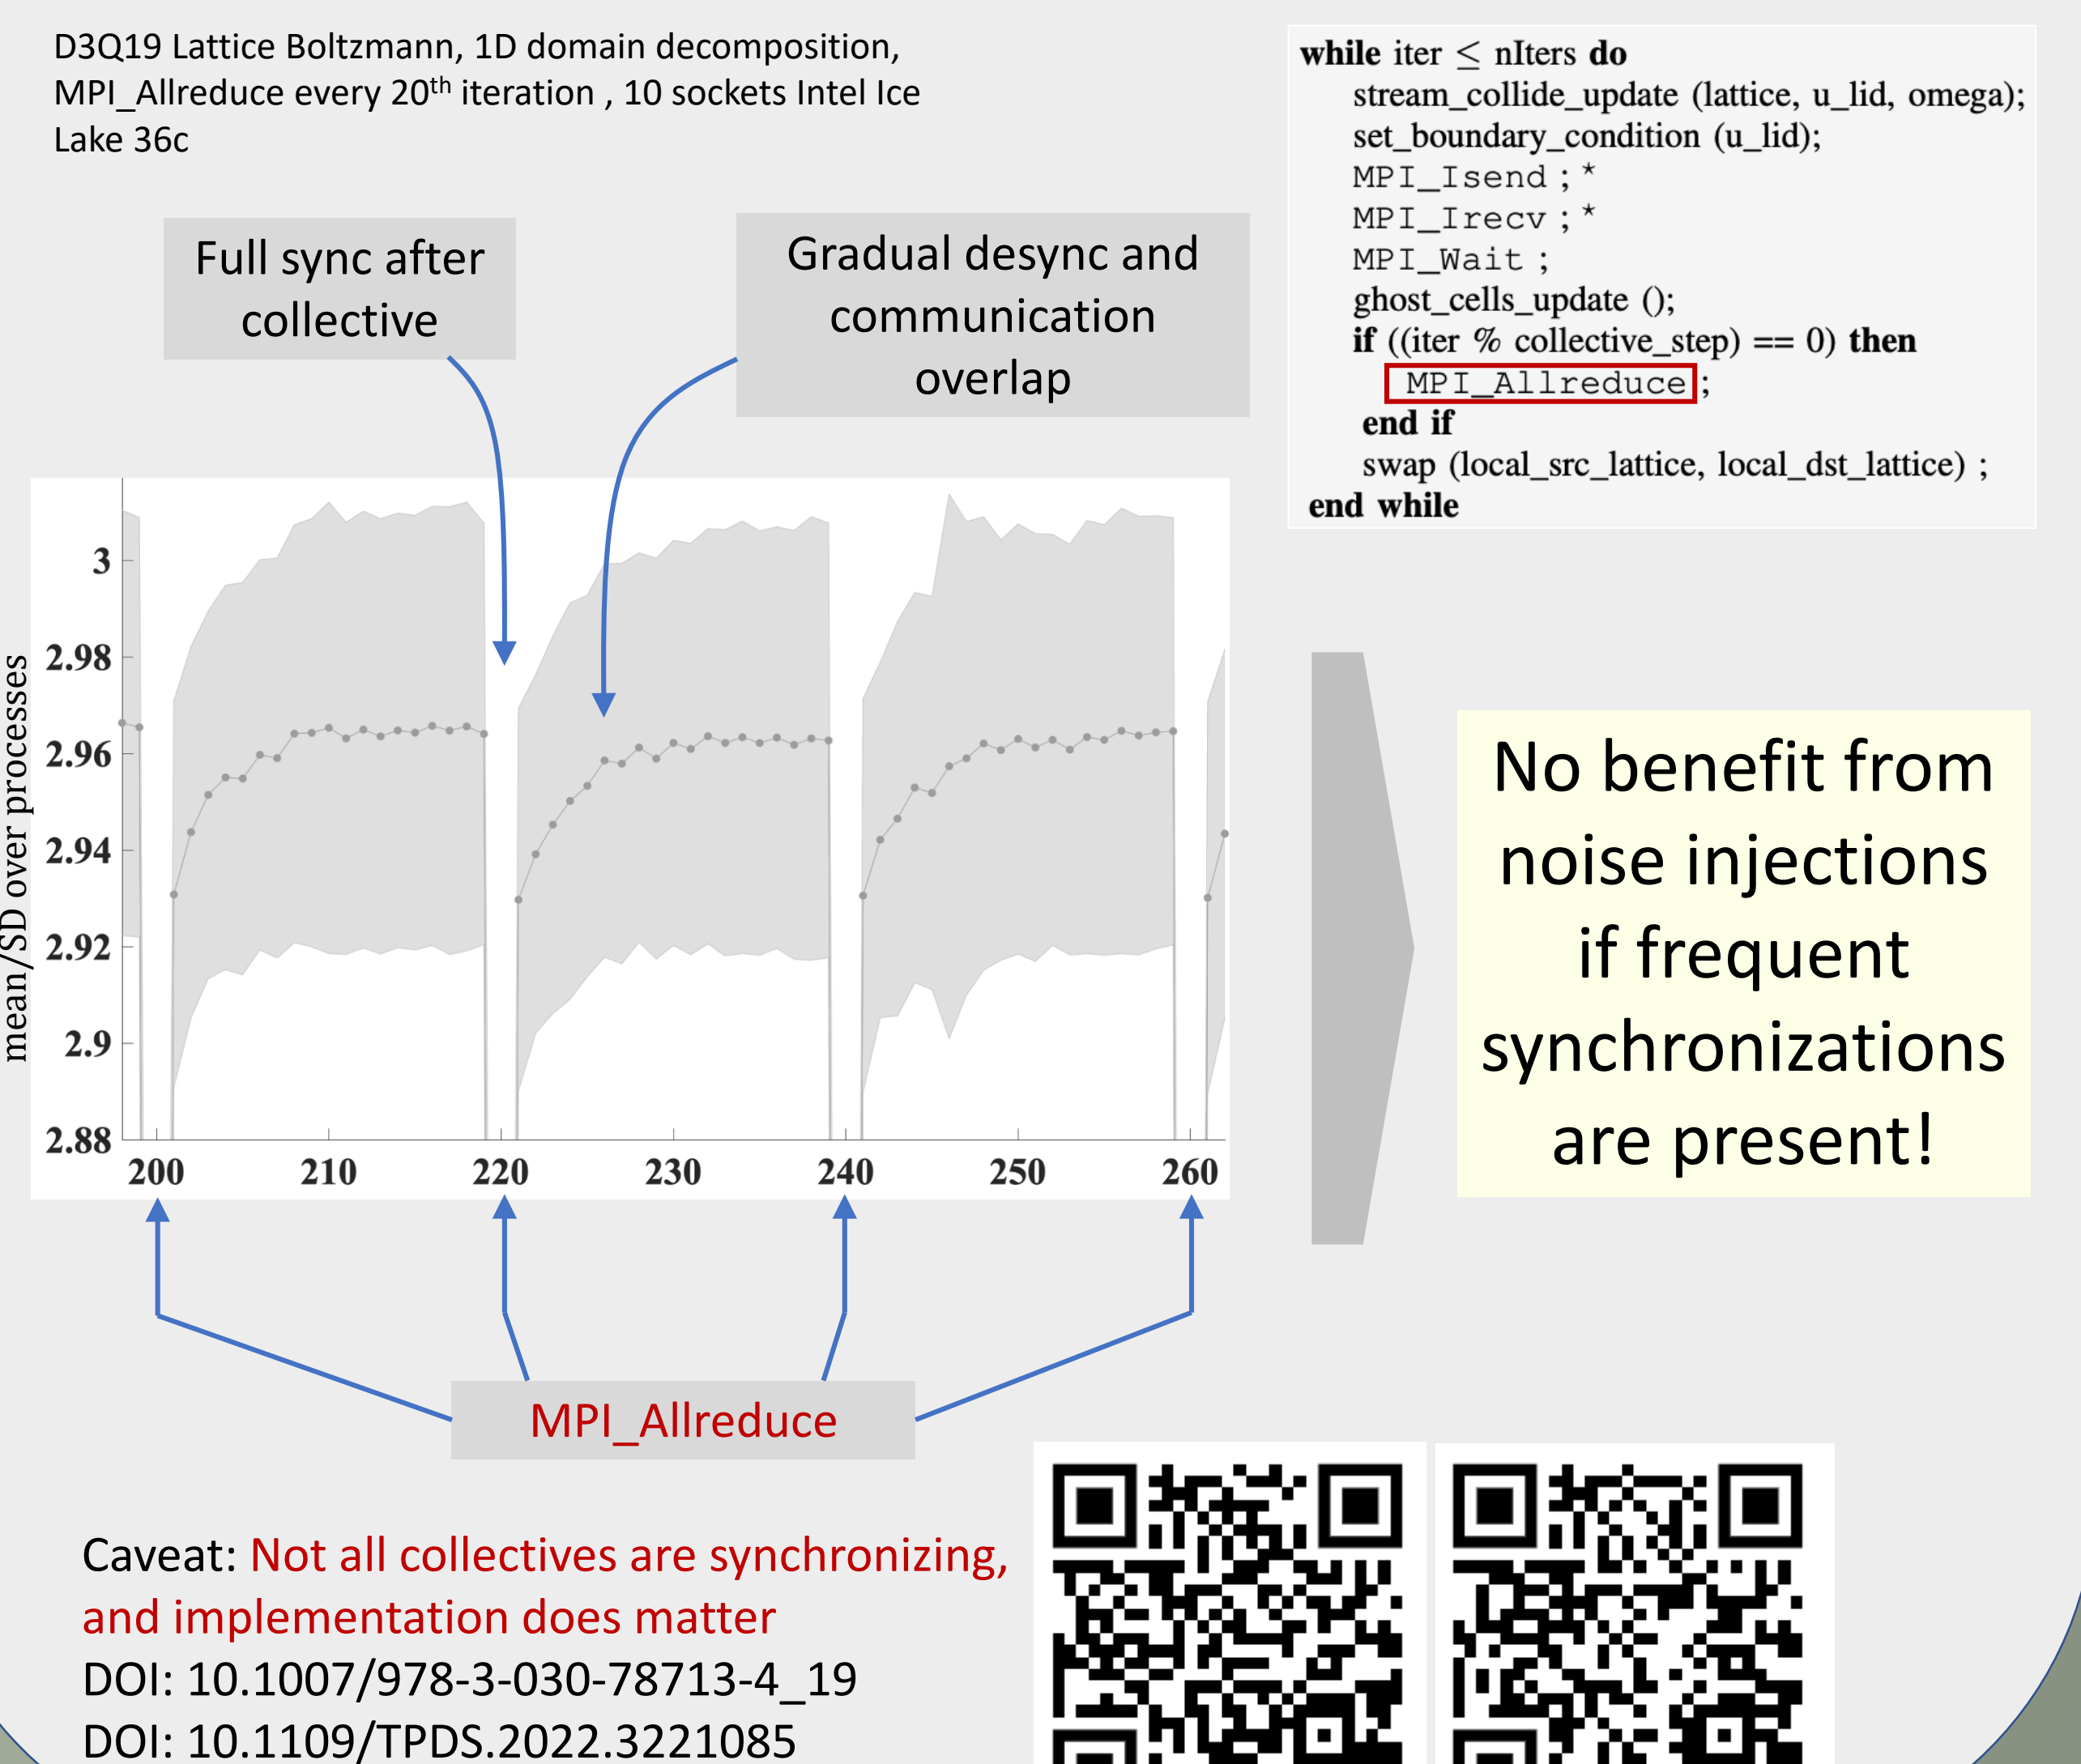 D3Q19 Lattice Boltzmann, 1D domain decomposition,
MPI_Allreduce every 20th iteration , 10 sockets Intel Ice
Lake 36c
while iter ≤ nIters do
stream_collide_update (lattice, u_lid, omega);
set_boundary_condition (u_lid);
MPI_Isend ; *
MPI_Irecv ; *
MPI_Wait ;
ghost_cells_update ();
if ((iter % collective_step) == 0) then
MPI_Allreduce ;
end if
swap (local_src_lattice, local_dst_lattice) ;
end while
Full sync after
collective
Gradual desync and
communication
overlap
mean/SD over processes
3
2.98
2.96
2.94
2.92
2.9
2.88
200 210 220 230 240 250 260
MPI_Allreduce
No benefit from
noise injections
if frequent
synchronizations
are present!
Caveat: Not all collectives are synchronizing,
and implementation does matter
DOI: 10.1007/978-3-030-78713-4_19
DOI: 10.1109/TPDS.2022.3221085